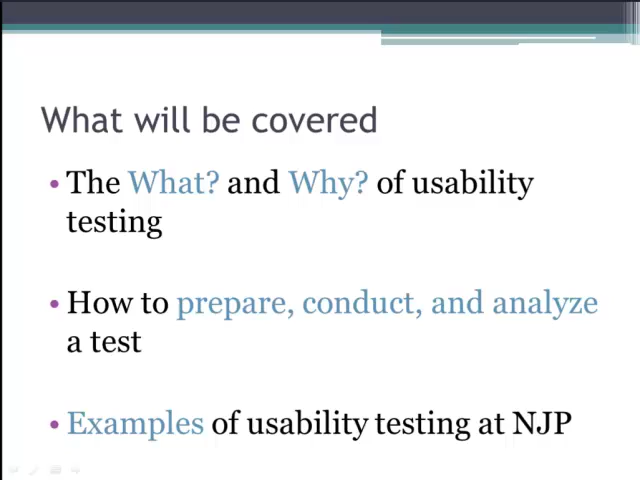 What will be covered
• The What? and Why? of usability
testing
• How to prepare, conduct, and analyze
a test
• Examples of usability testing at NJP